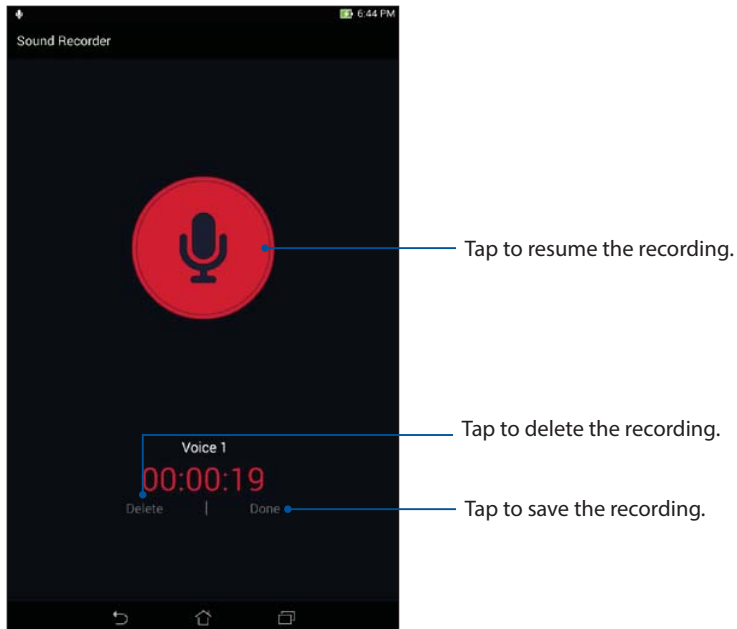 6:44 PM
Sound Recorder
Tap to resume the recording.
Tap to delete the recording.
Voice 1
00:00:19
Delete | Done
Tap to save the recording.